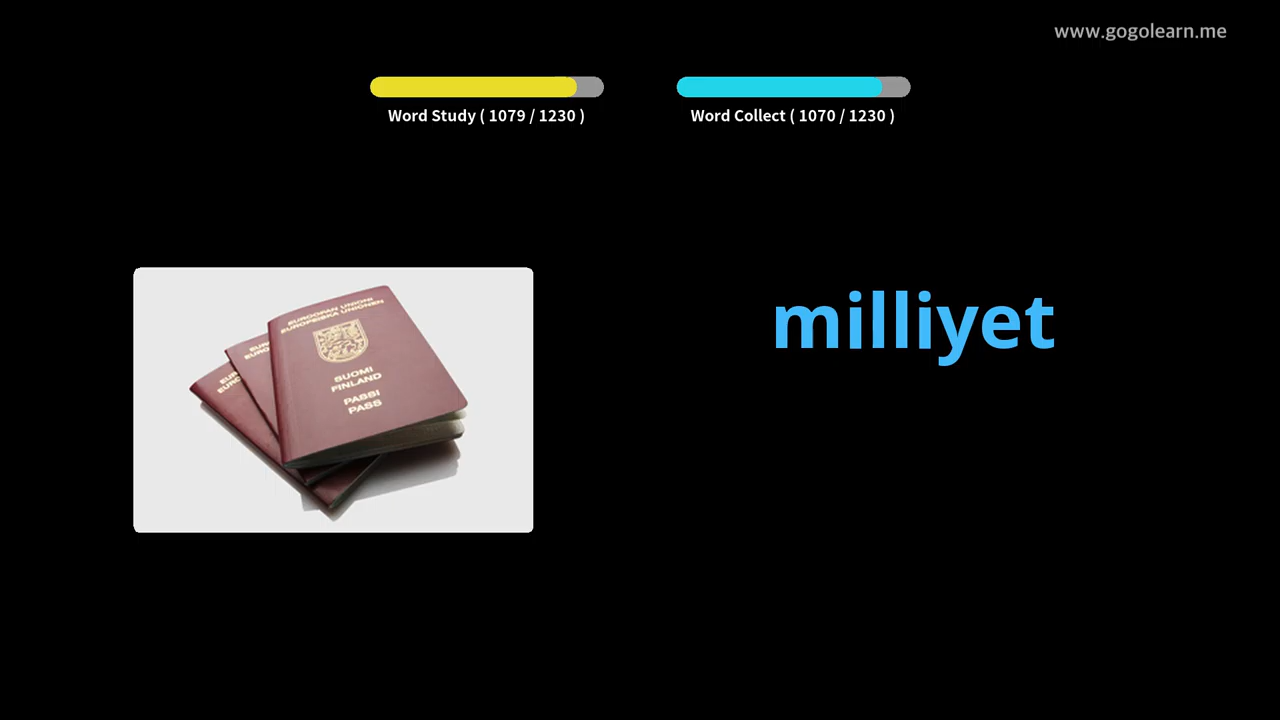 www.gogolearn.me
Word Study ( 1079 / 1230 )
Word Collect ( 1070 / 1230 )
milliyet
EUROOPAN UNIONI
EUROPEISKA UNIONEN
SUOMI
FINLAND
PASSI
PASS